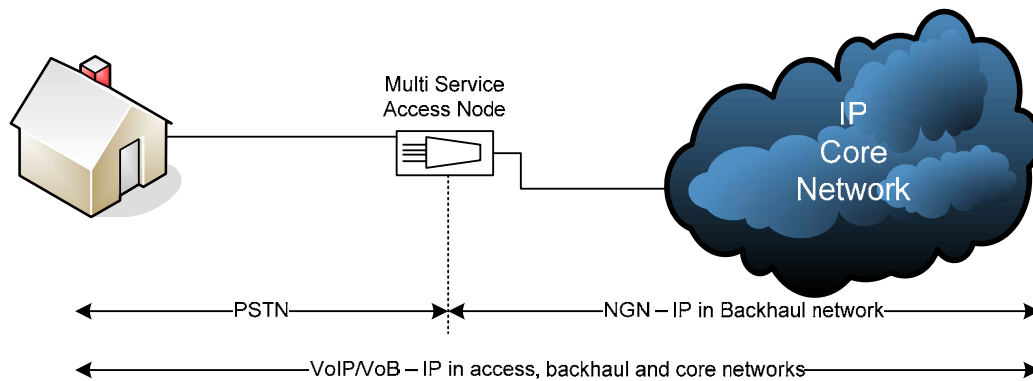 Multi Service
Access Node
IP
Core
Network
PSTN
NGN – IP in Backhaul network
VoIP/VoB – IP in access, backhaul and core networks